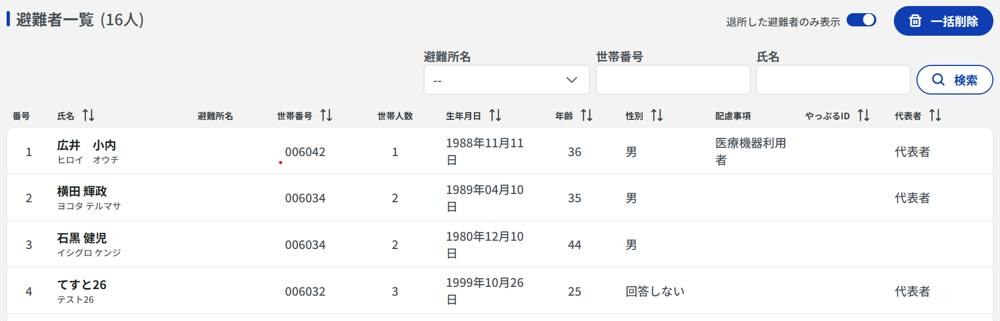 避難者一覧 (16人)
退所した避難者のみ表示
一括削除
避難所名
世帯番号
氏名
--
検索
番号 氏名 避難所名 世帯番号 世帯人数 生年月日 年齢 性別 配慮事項 やっぷるID 代表者
1 広井　小内 006042 1 1988年11月11 36 男 医療機器利用 代表者
ヒロイ　オウチ 日 者
2 横田 輝政 006034 2 1989年04月10 35 男 代表者
ヨコタ テルマサ 日
3 石黒 健児 006034 2 1980年12月10 44 男
イシグロ ケンジ 日
4 てすと26 006032 3 1999年10月26 25 回答しない 代表者
テスト26 日